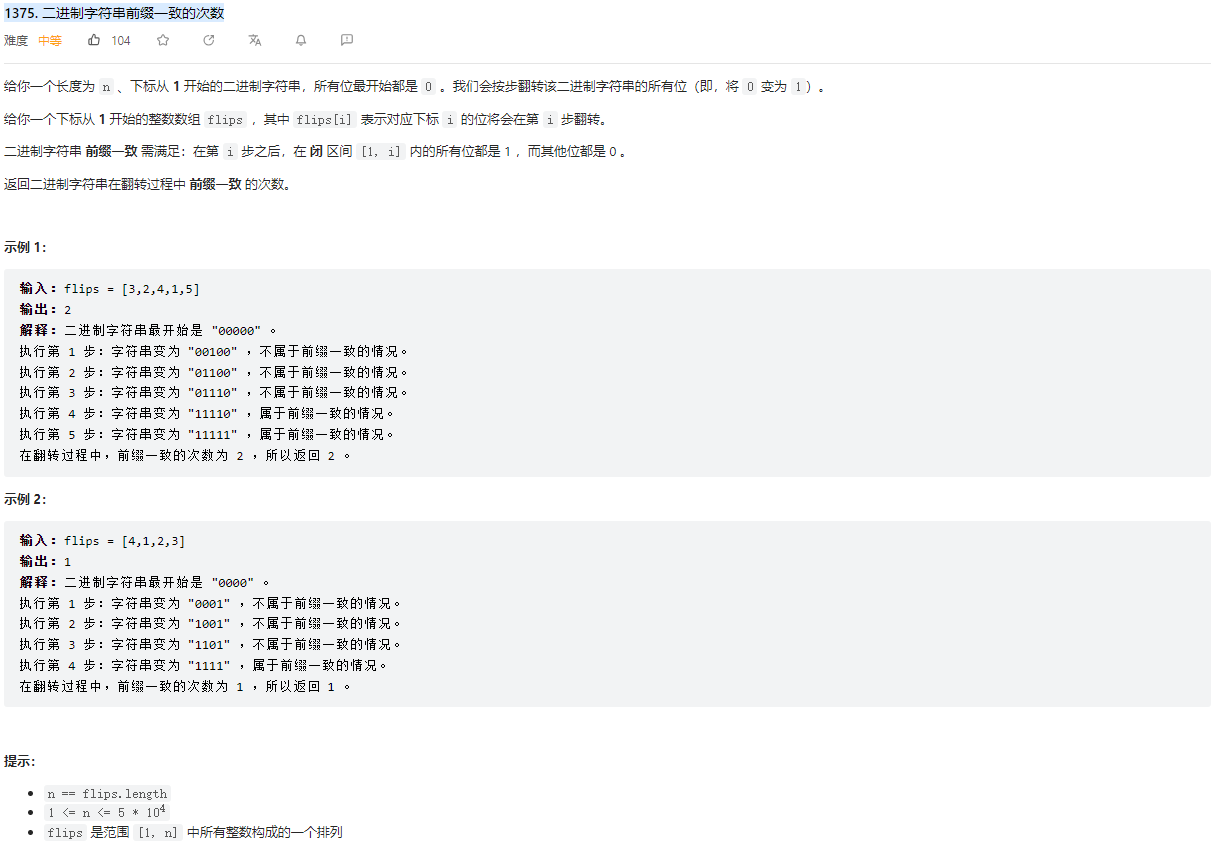 1375. 二进制字符串前缀一致的次数
难度 中等 104
给你一个长度为 n 、下标从 1 开始的二进制字符串，所有位最开始都是 0 。我们会按步翻转该二进制字符串的所有位（即，将 0 变为 1）。
给你一个下标从 1 开始的整数数组 flips ，其中 flips[i] 表示对应下标 i 的位将会在第 i 步翻转。
二进制字符串 前缀一致 需满足：在第 i 步之后，在 闭 区间 [1, i] 内的所有位都是 1 ，而其他位都是 0 。
返回二进制字符串在翻转过程中 前缀一致 的次数。
示例 1：
输入：flips = [3,2,4,1,5]
输出：2
解释：二进制字符串最开始是 "00000" 。
执行第 1 步：字符串变为 "00100" ，不属于前缀一致的情况。
执行第 2 步：字符串变为 "01100" ，不属于前缀一致的情况。
执行第 3 步：字符串变为 "01110" ，不属于前缀一致的情况。
执行第 4 步：字符串变为 "11110" ，属于前缀一致的情况。
执行第 5 步：字符串变为 "11111" ，属于前缀一致的情况。
在翻转过程中，前缀一致的次数为 2 ，所以返回 2 。
示例 2：
输入：flips = [4,1,2,3]
输出：1
解释：二进制字符串最开始是 "0000" 。
执行第 1 步：字符串变为 "0001" ，不属于前缀一致的情况。
执行第 2 步：字符串变为 "1001" ，不属于前缀一致的情况。
执行第 3 步：字符串变为 "1101" ，不属于前缀一致的情况。
执行第 4 步：字符串变为 "1111" ，属于前缀一致的情况。
在翻转过程中，前缀一致的次数为 1 ，所以返回 1 。
提示：
n == flips.length
1 <= n <= 5 * 10⁴
flips 是范围 [1, n] 中所有整数构成的一个排列